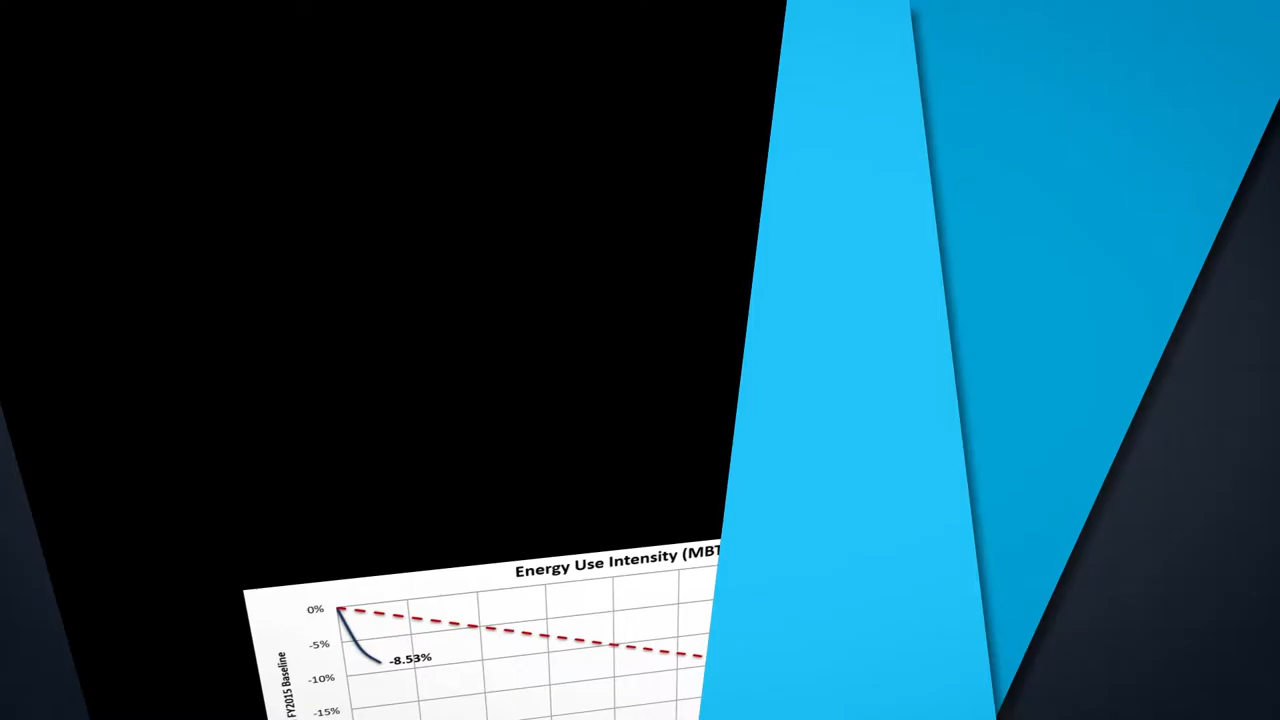 Energy Use Intensity (MBT
0%
-5%
-8.53%
-10%
-15%
FY2015 Baseline